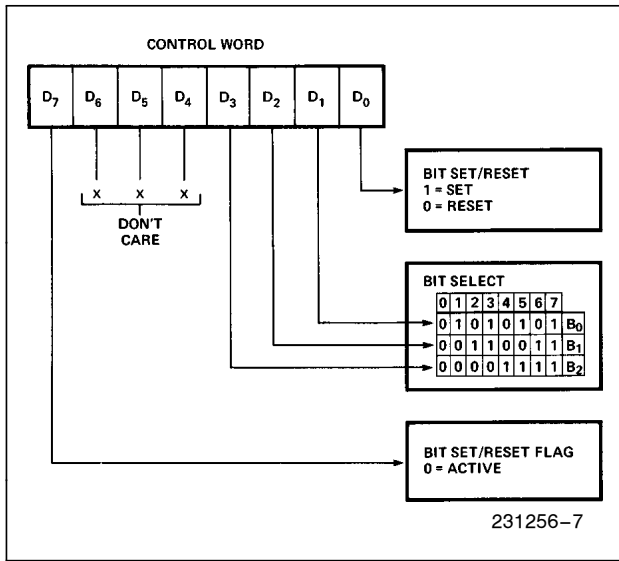 CONTROL WORD
D7 D6 D5 D4 D3 D2 D1 D0
X X X
DON'T
CARE
BIT SET/RESET
1 = SET
0 = RESET
BIT SELECT
0 1 2 3 4 5 6 7
0 1 0 1 0 1 0 1 B0
0 0 1 1 0 0 1 1 B1
0 0 0 0 1 1 1 1 B2
BIT SET/RESET FLAG
0 = ACTIVE
231256–7